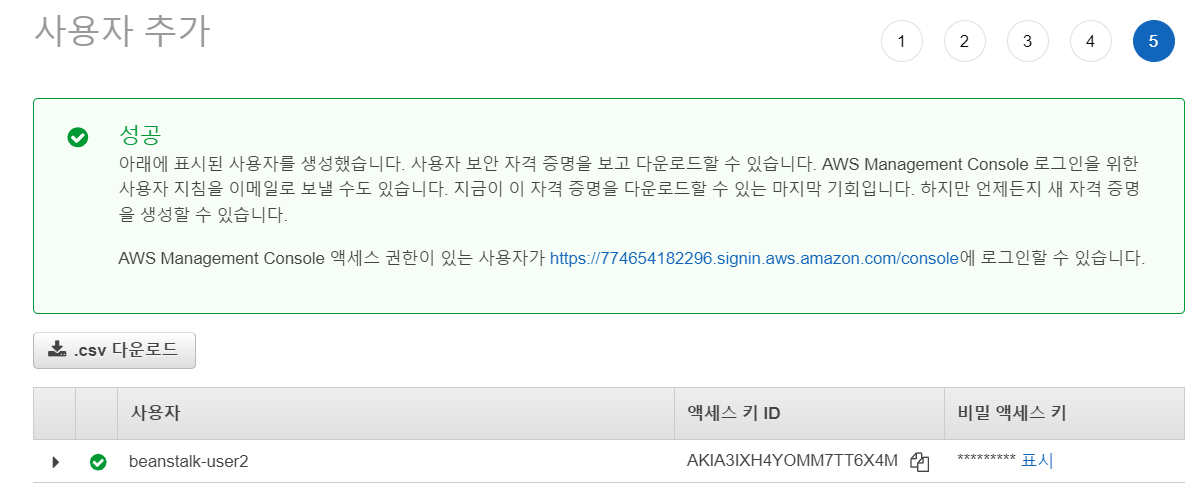 사용자 추가
1 2 3 4 5
성공
아래에 표시된 사용자를 생성했습니다. 사용자 보안 자격 증명을 보고 다운로드할 수 있습니다. AWS Management Console 로그인을 위한
사용자 지침을 이메일로 보낼 수도 있습니다. 지금이 이 자격 증명을 다운로드할 수 있는 마지막 기회입니다. 하지만 언제든지 새 자격 증명
을 생성할 수 있습니다.
AWS Management Console 액세스 권한이 있는 사용자가 https://774654182296.signin.aws.amazon.com/console에 로그인할 수 있습니다.
.csv 다운로드
사용자 액세스 키 ID 비밀 액세스 키
beanstalk-user2 AKIA3IXH4YOMM7TT6X4M ********* 표시